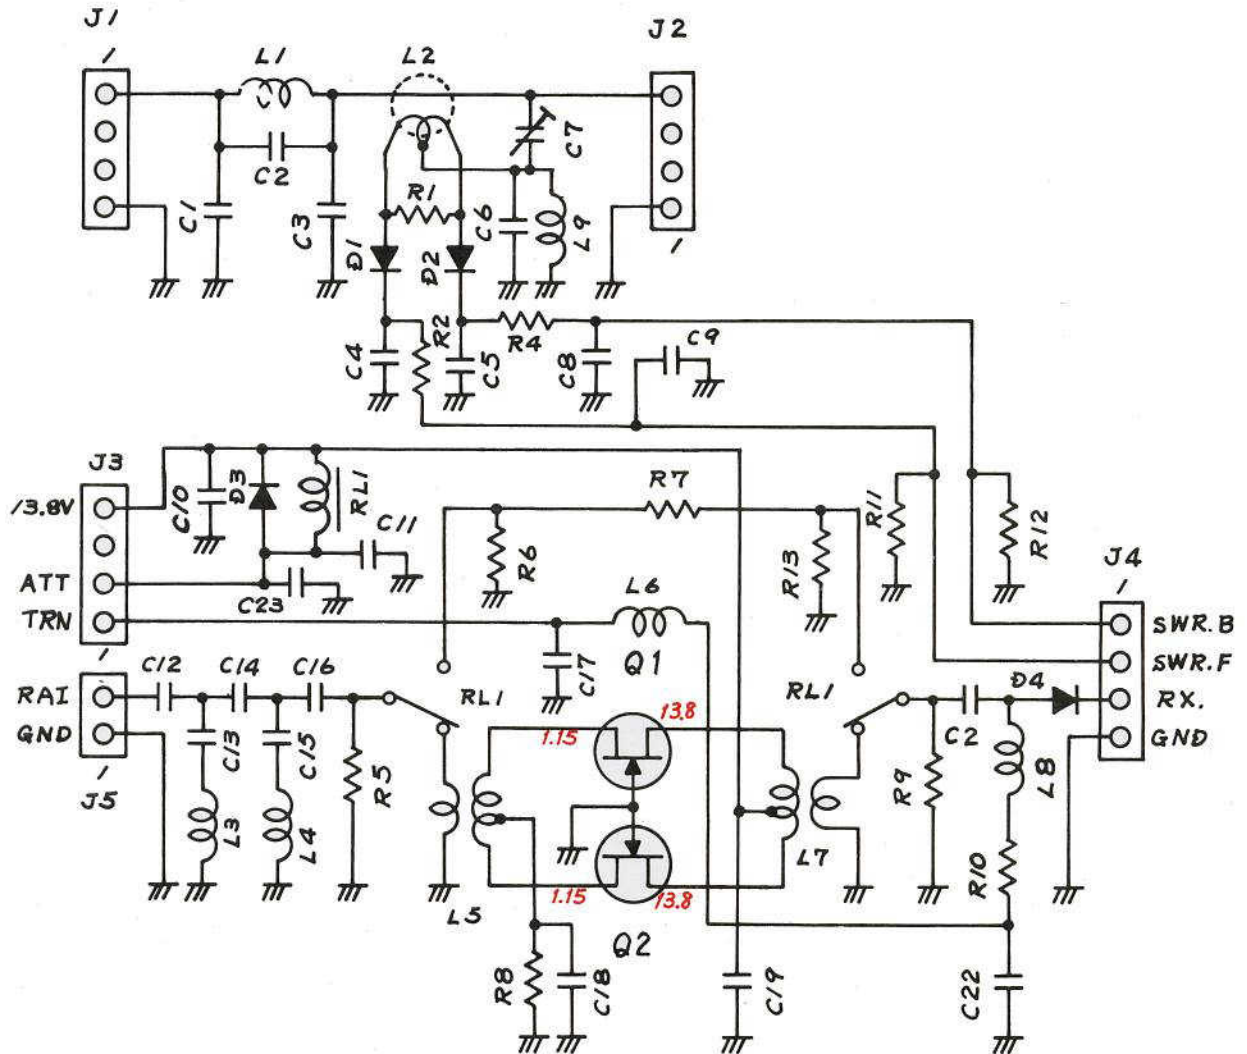 J1
J2
1
L1
L2
C7
C2
R1
C1
C3
C6
L9
D1
D2
1
R2
C9
R4
C4
C5
C8
J3
R7
13.8V
C10
D3
RL1
C11
R11
R12
R6
R13
J4
ATT
C23
L6
1
TRN
SWR.B
1
C12
C14
C16
C17
Q1
SWR.F
RL1
RL1
D4
RAI
RX.
13.8
1.15
C2
GND
C13
C15
GND
R5
R9
L8
1
J5
L3
L4
L7
R10
1.15
13.8
L5
Q2
R8
C18
C19
C22